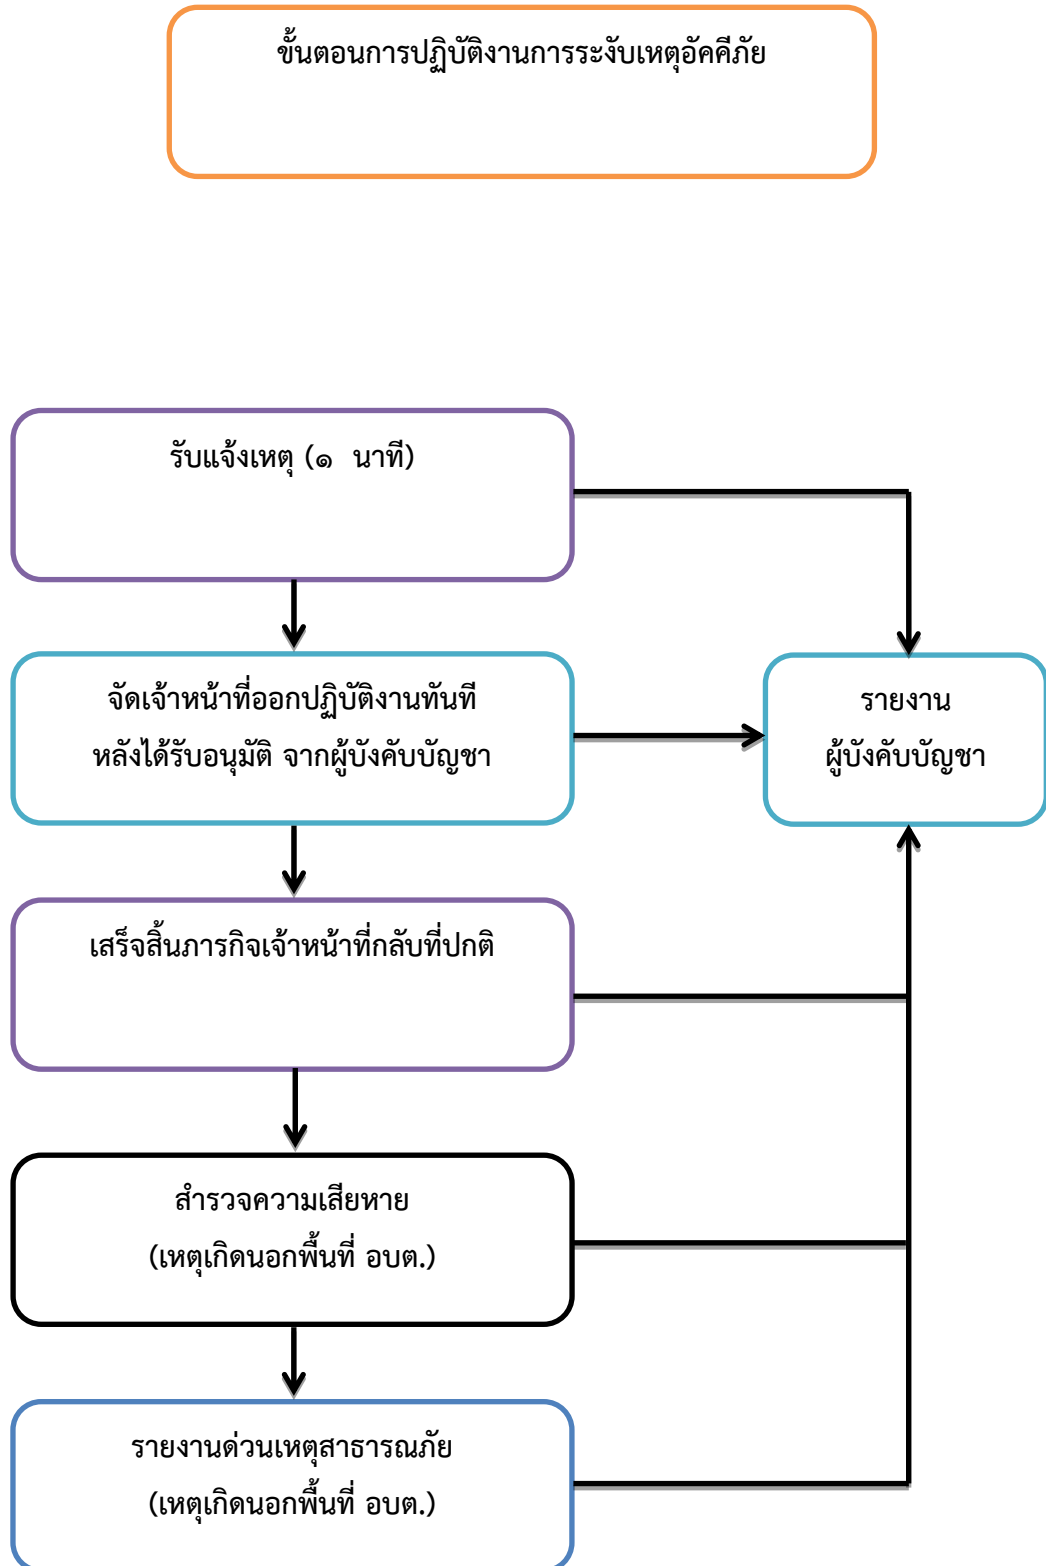 ขั้นตอนการปฏิบัติงานการระงับเหตุอัคคีภัย
รับแจ้งเหตุ (๑ นาที)
จัดเจ้าหน้าที่ออกปฏิบัติงานทันที
หลังได้รับอนุมัติ จากผู้บังคับบัญชา
รายงาน
ผู้บังคับบัญชา
เสร็จสิ้นภารกิจเจ้าหน้าที่กลับที่ปกติ
สำรวจความเสียหาย
(เหตุเกิดนอกพื้นที่ อบต.)
รายงานด่วนเหตุสาธารณภัย
(เหตุเกิดนอกพื้นที่ อบต.)